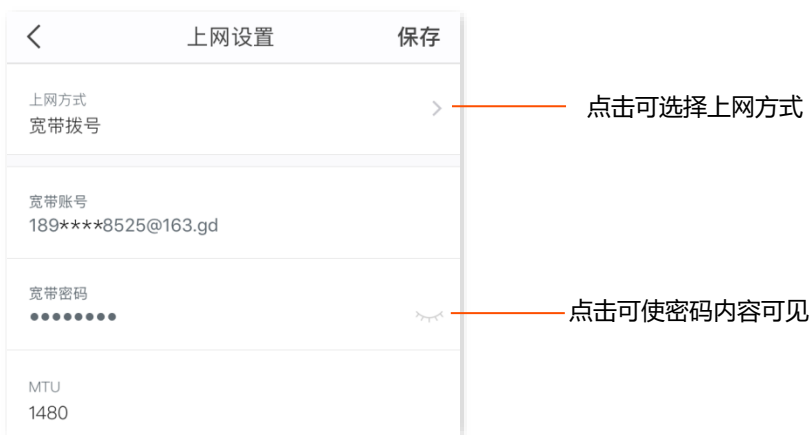 上网设置
保存
上网方式
宽带拨号
点击可选择上网方式
宽带账号
189****8525@163.gd
宽带密码
●●●●●●●●
点击可使密码内容可见
MTU
1480